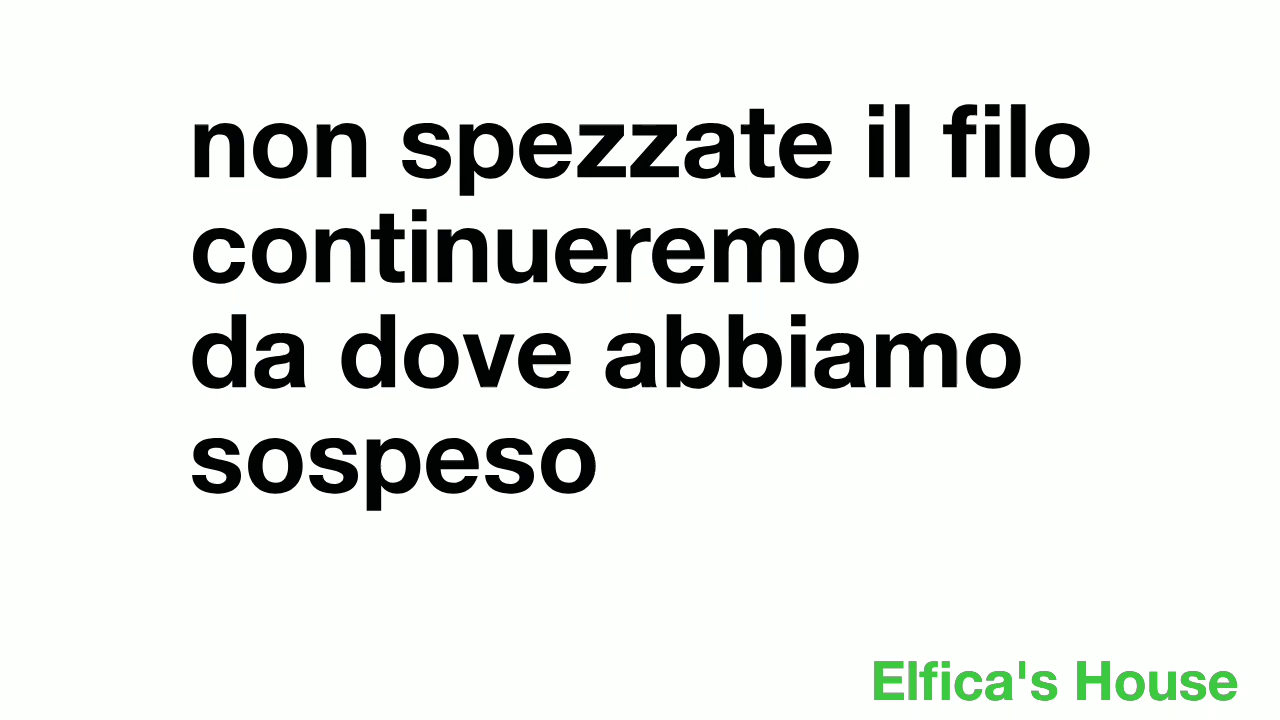 non spezzate il filo
continueremo
da dove abbiamo
sospeso
Elfica's House